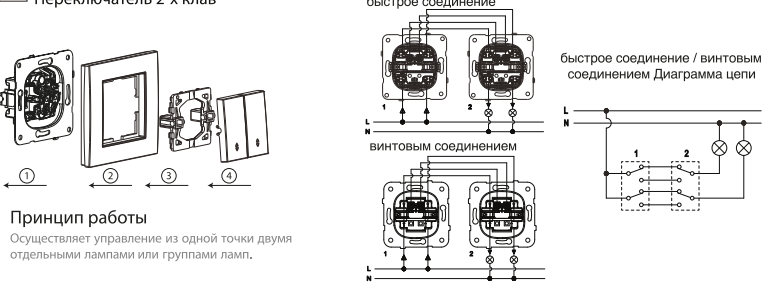 Переключатель 2-х клав
1
2
3
4
Принцип работы
Осуществляет управление из одной точки двумя
отдельными лампами или группами ламп.
быстрое соединение
1
2
L
N
винтовым соединением
1
2
L
N
быстрое соединение / винтовым
соединением Диаграмма цепи
L
N
1
2